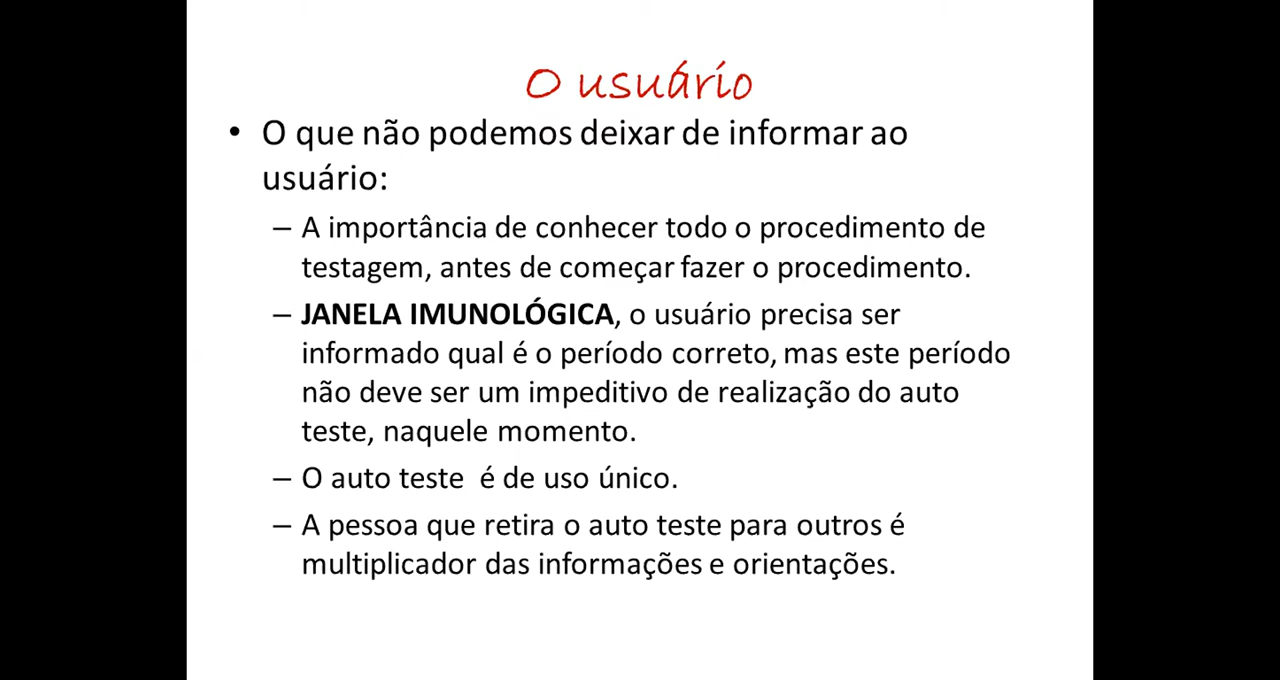 O usuário
• O que não podemos deixar de informar ao
usuário:
– A importância de conhecer todo o procedimento de
testagem, antes de começar fazer o procedimento.
– JANELA IMUNOLÓGICA, o usuário precisa ser
informado qual é o período correto, mas este período
não deve ser um impeditivo de realização do auto
teste, naquele momento.
– O auto teste  é de uso único.
– A pessoa que retira o auto teste para outros é
multiplicador das informações e orientações.